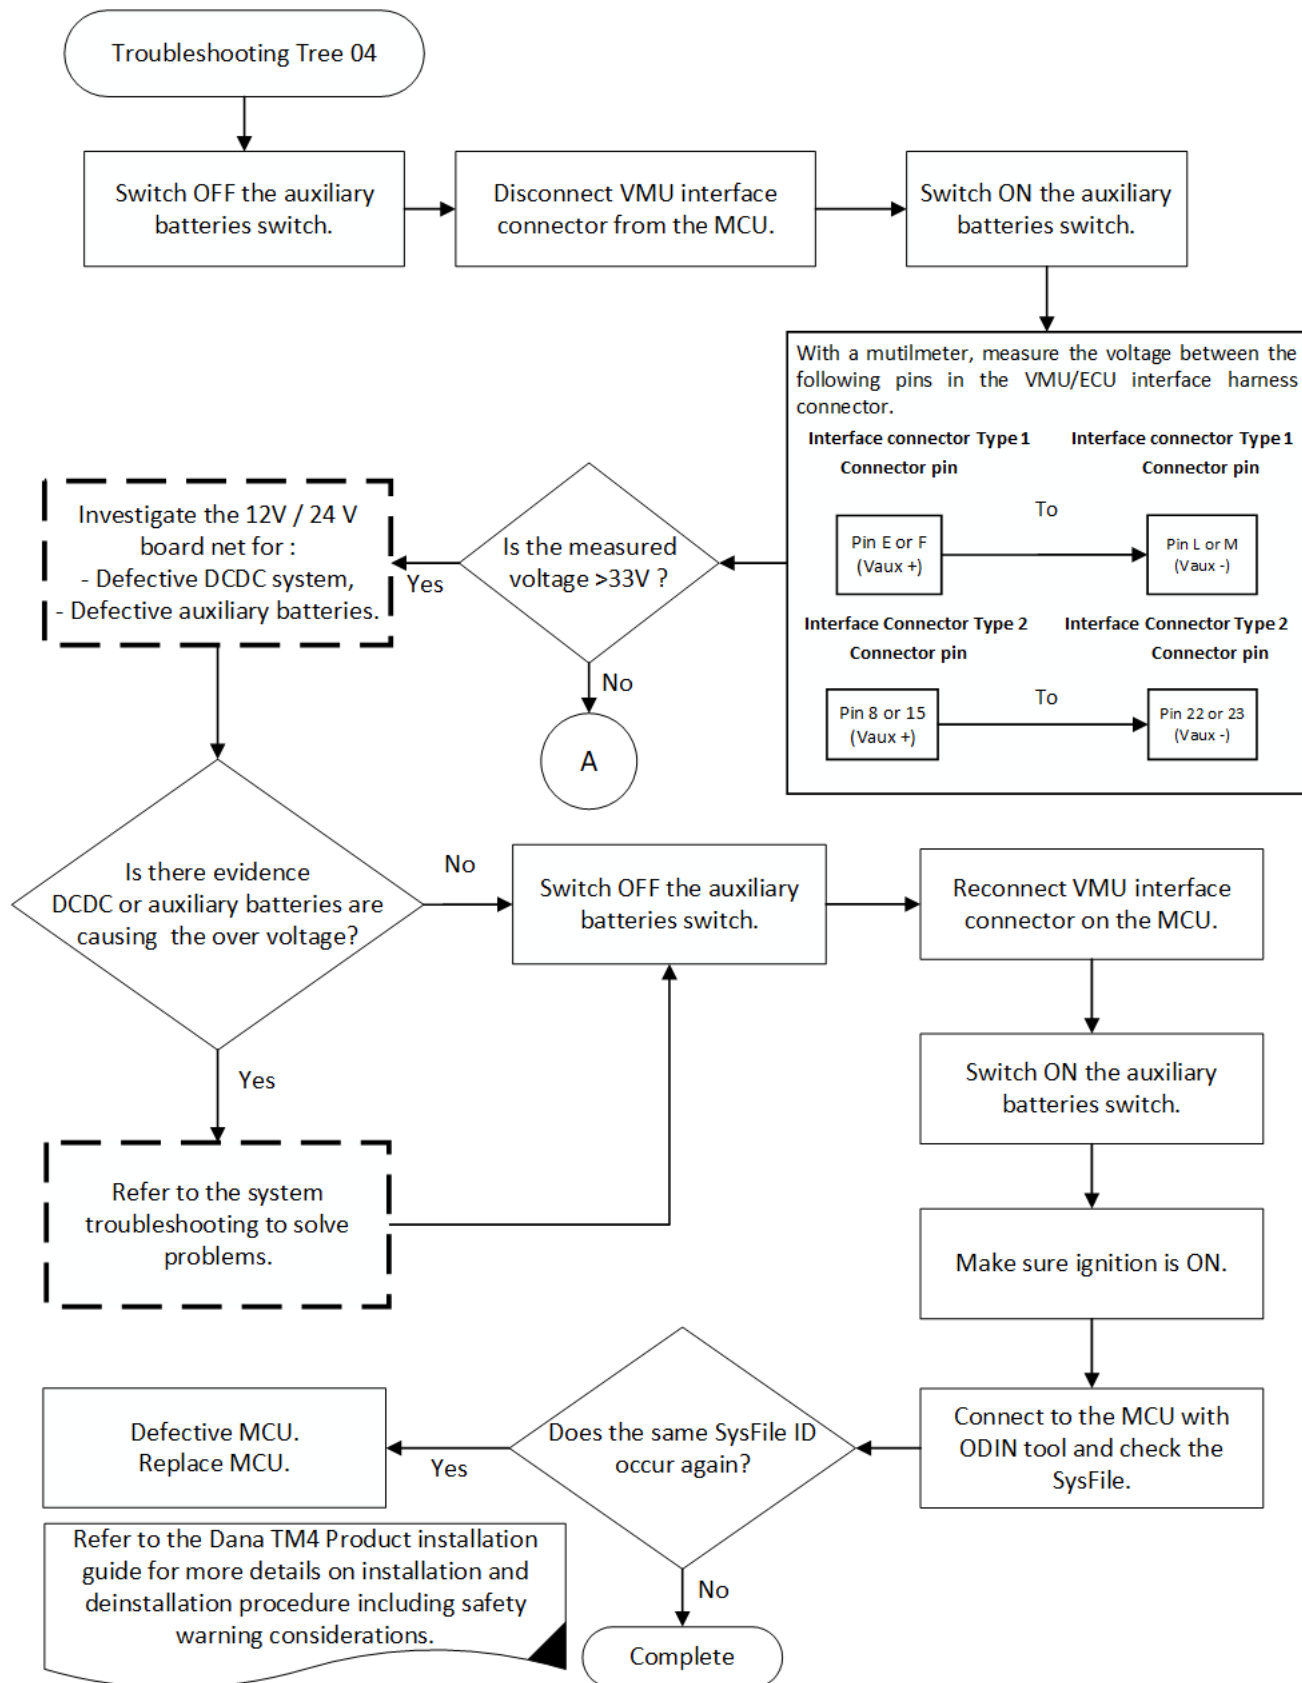 Troubleshooting Tree 04
Switch OFF the auxiliary
batteries switch.
Disconnect VMU interface
connector from the MCU.
Switch ON the auxiliary
batteries switch.
With a mutilmeter, measure the voltage between the
following pins in the VMU/ECU interface harness
connector.
Interface connector Type 1
Connector pin
Interface connector Type 1
Connector pin
Pin E or F
(Vaux +)
To
Pin L or M
(Vaux -)
Interface Connector Type 2
Connector pin
Interface Connector Type 2
Connector pin
Pin 8 or 15
(Vaux +)
To
Pin 22 or 23
(Vaux -)
Is the measured
voltage >33V ?
Yes
No
A
Investigate the 12V / 24 V
board net for :
- Defective DCDC system,
- Defective auxiliary batteries.
Is there evidence
DCDC or auxiliary batteries are
causing the over voltage?
No
Yes
Switch OFF the auxiliary
batteries switch.
Reconnect VMU interface
connector on the MCU.
Switch ON the auxiliary
batteries switch.
Refer to the system
troubleshooting to solve
problems.
Make sure ignition is ON.
Connect to the MCU with
ODIN tool and check the
SysFile.
Does the same SysFile ID
occur again?
Yes
No
Defective MCU.
Replace MCU.
Refer to the Dana TM4 Product installation
guide for more details on installation and
deinstallation procedure including safety
warning considerations.
Complete